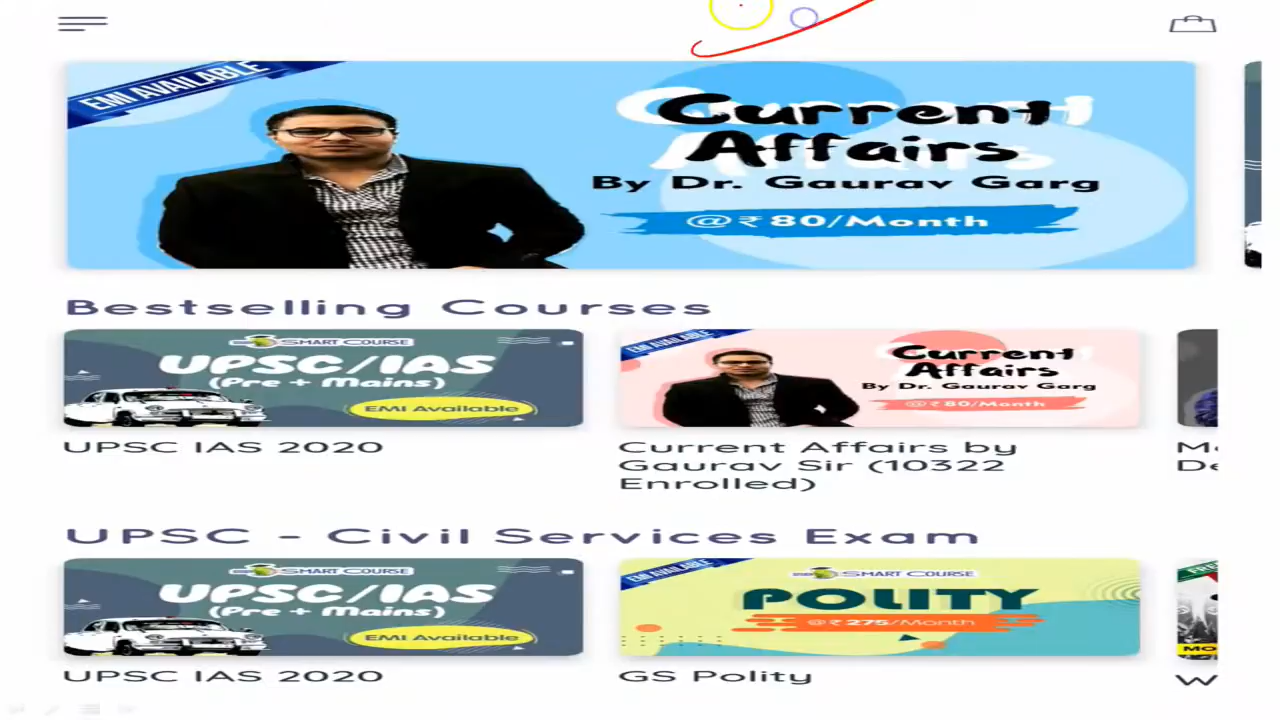 EMI AVAILABLE
Current
Affairs
By Dr. Gaurav Garg
@₹80/Month
Bestselling Courses
SMART COURSE
UPSC/IAS
(Pre + Mains)
EMI Available
UPSC IAS 2020
EMI AVAILABLE
Current
Affairs
By Dr. Gaurav Garg
@₹80/Month
Current Affairs by
Gaurav Sir (10322
Enrolled)
UPSC - Civil Services Exam
SMART COURSE
UPSC/IAS
(Pre + Mains)
EMI Available
UPSC IAS 2020
EMI AVAILABLE
SMART COURSE
POLITY
@₹275/Month
GS Polity